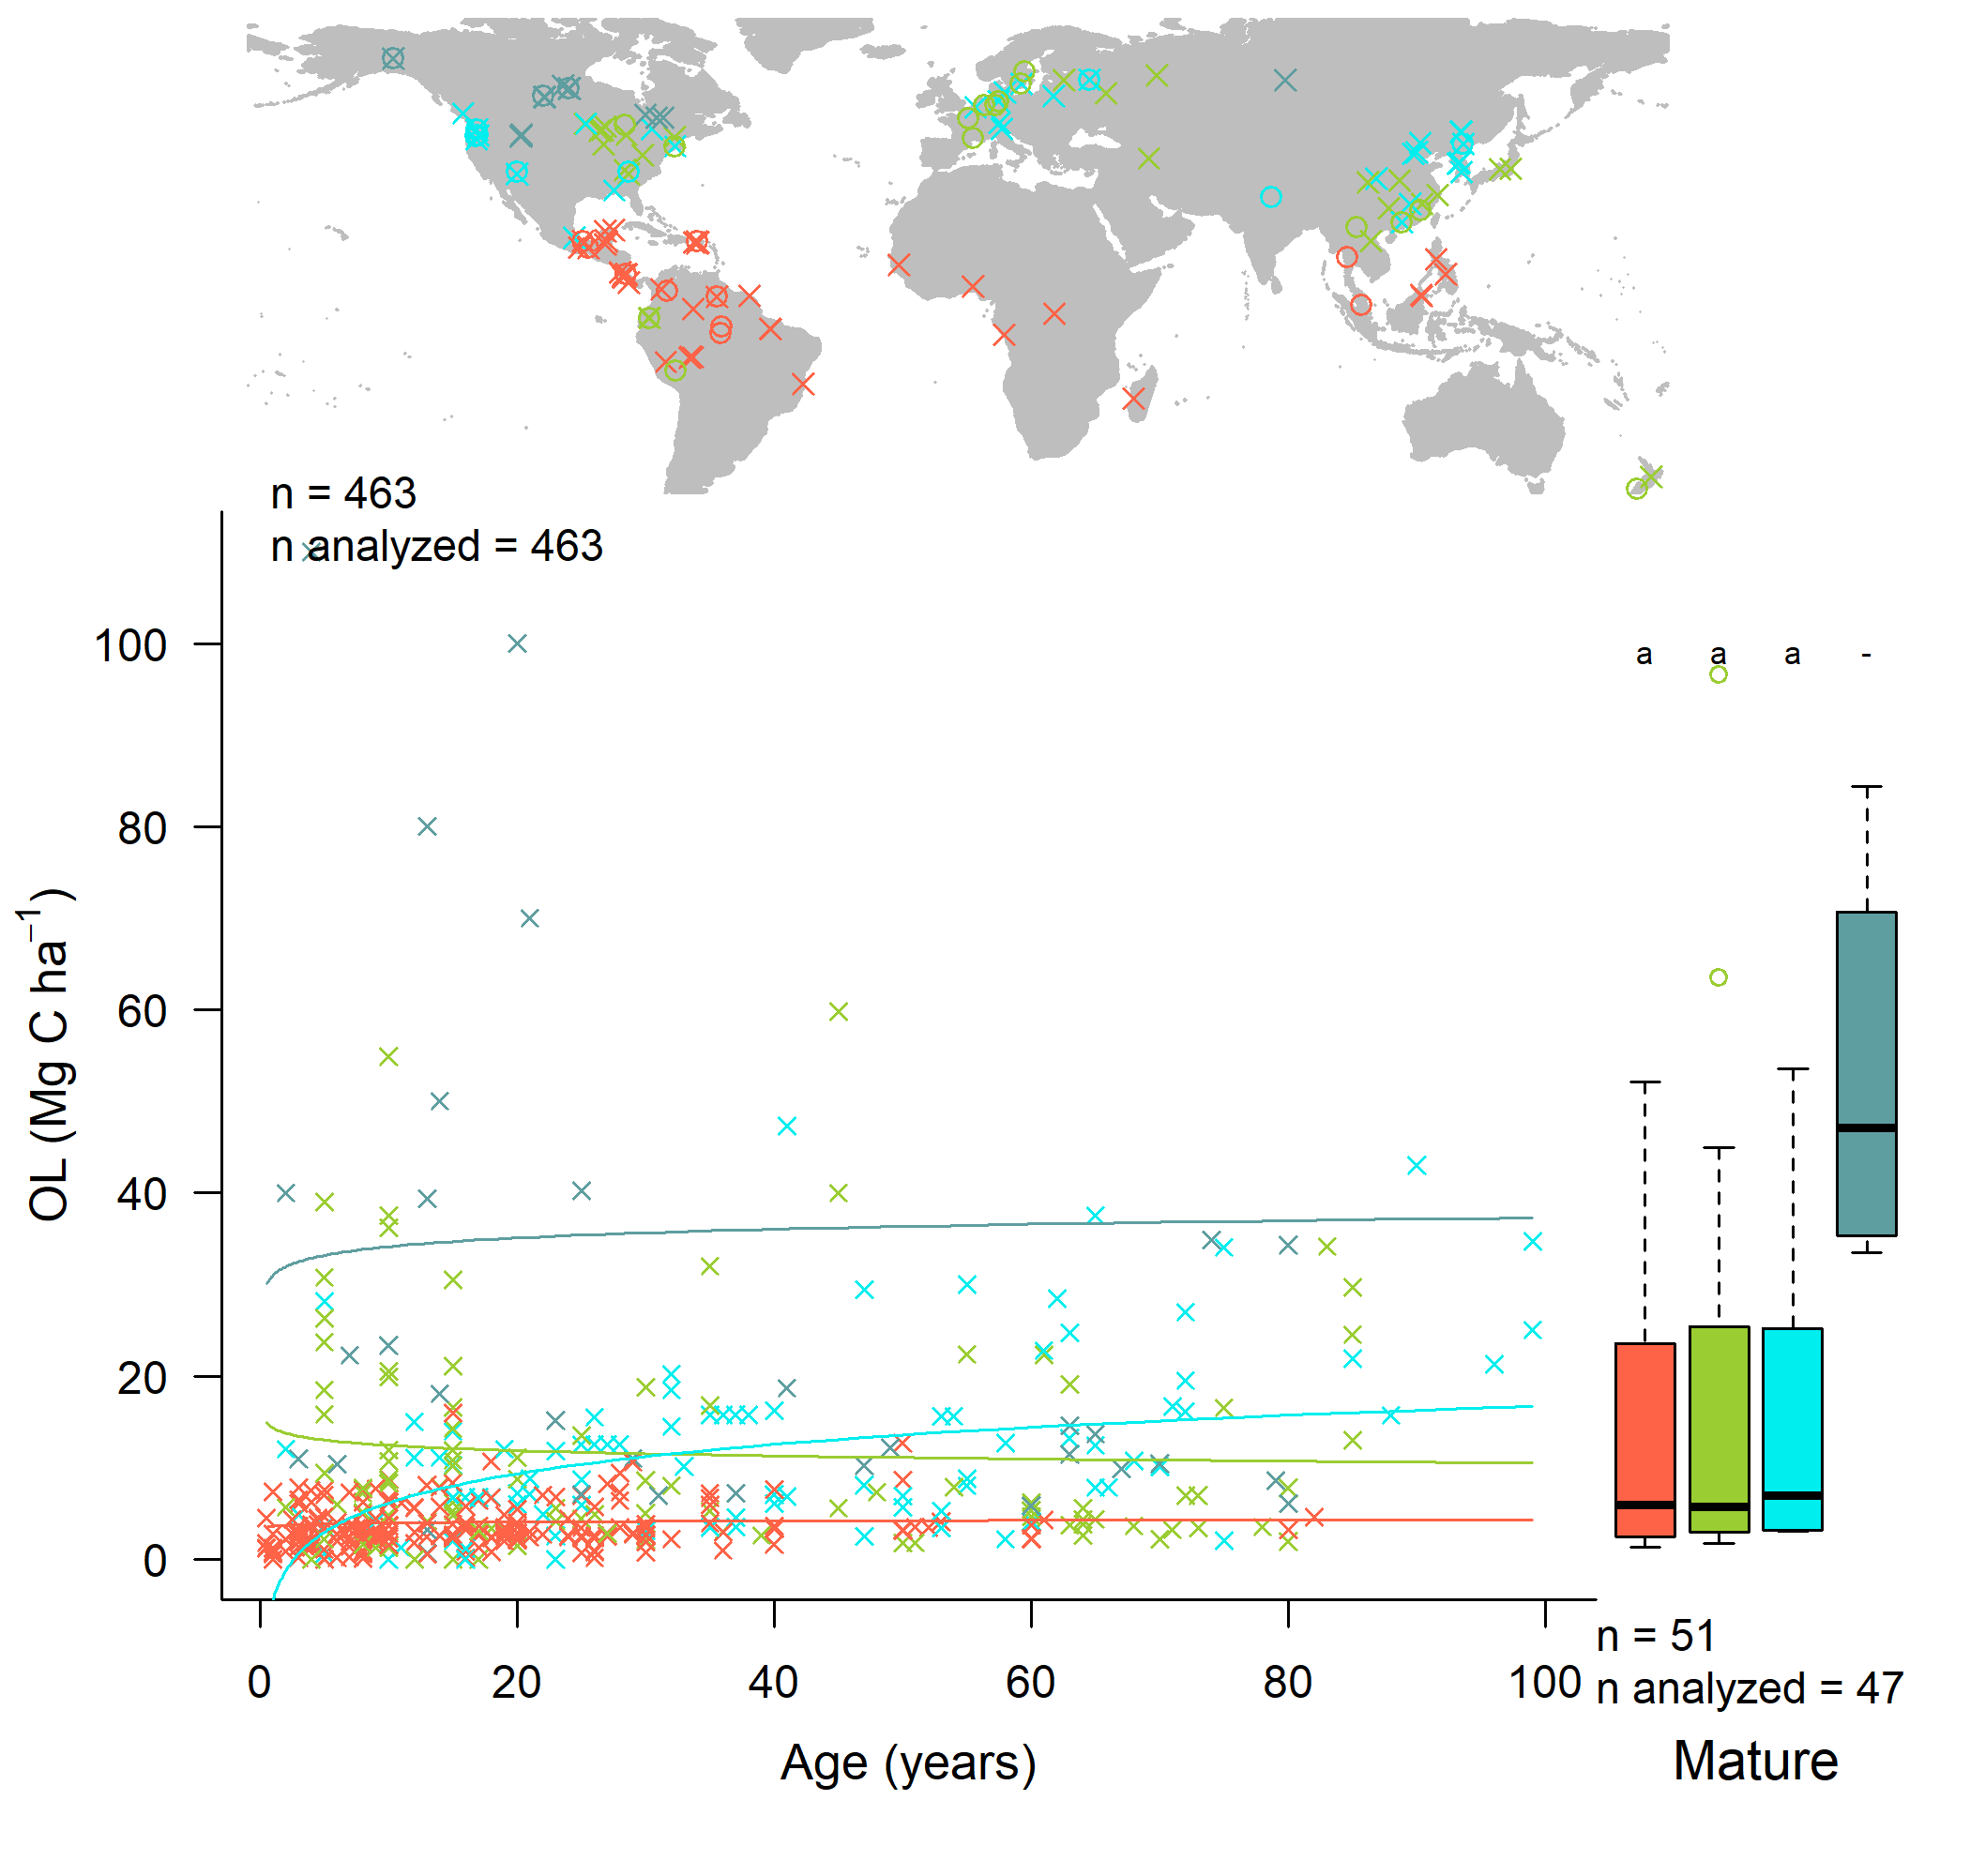 n = 463
n analyzed = 463
OL (Mg C ha−1)
100
80
60
40
20
0
a a a -
0 20 40 60 80 100
Age (years)
n = 51
n analyzed = 47
Mature